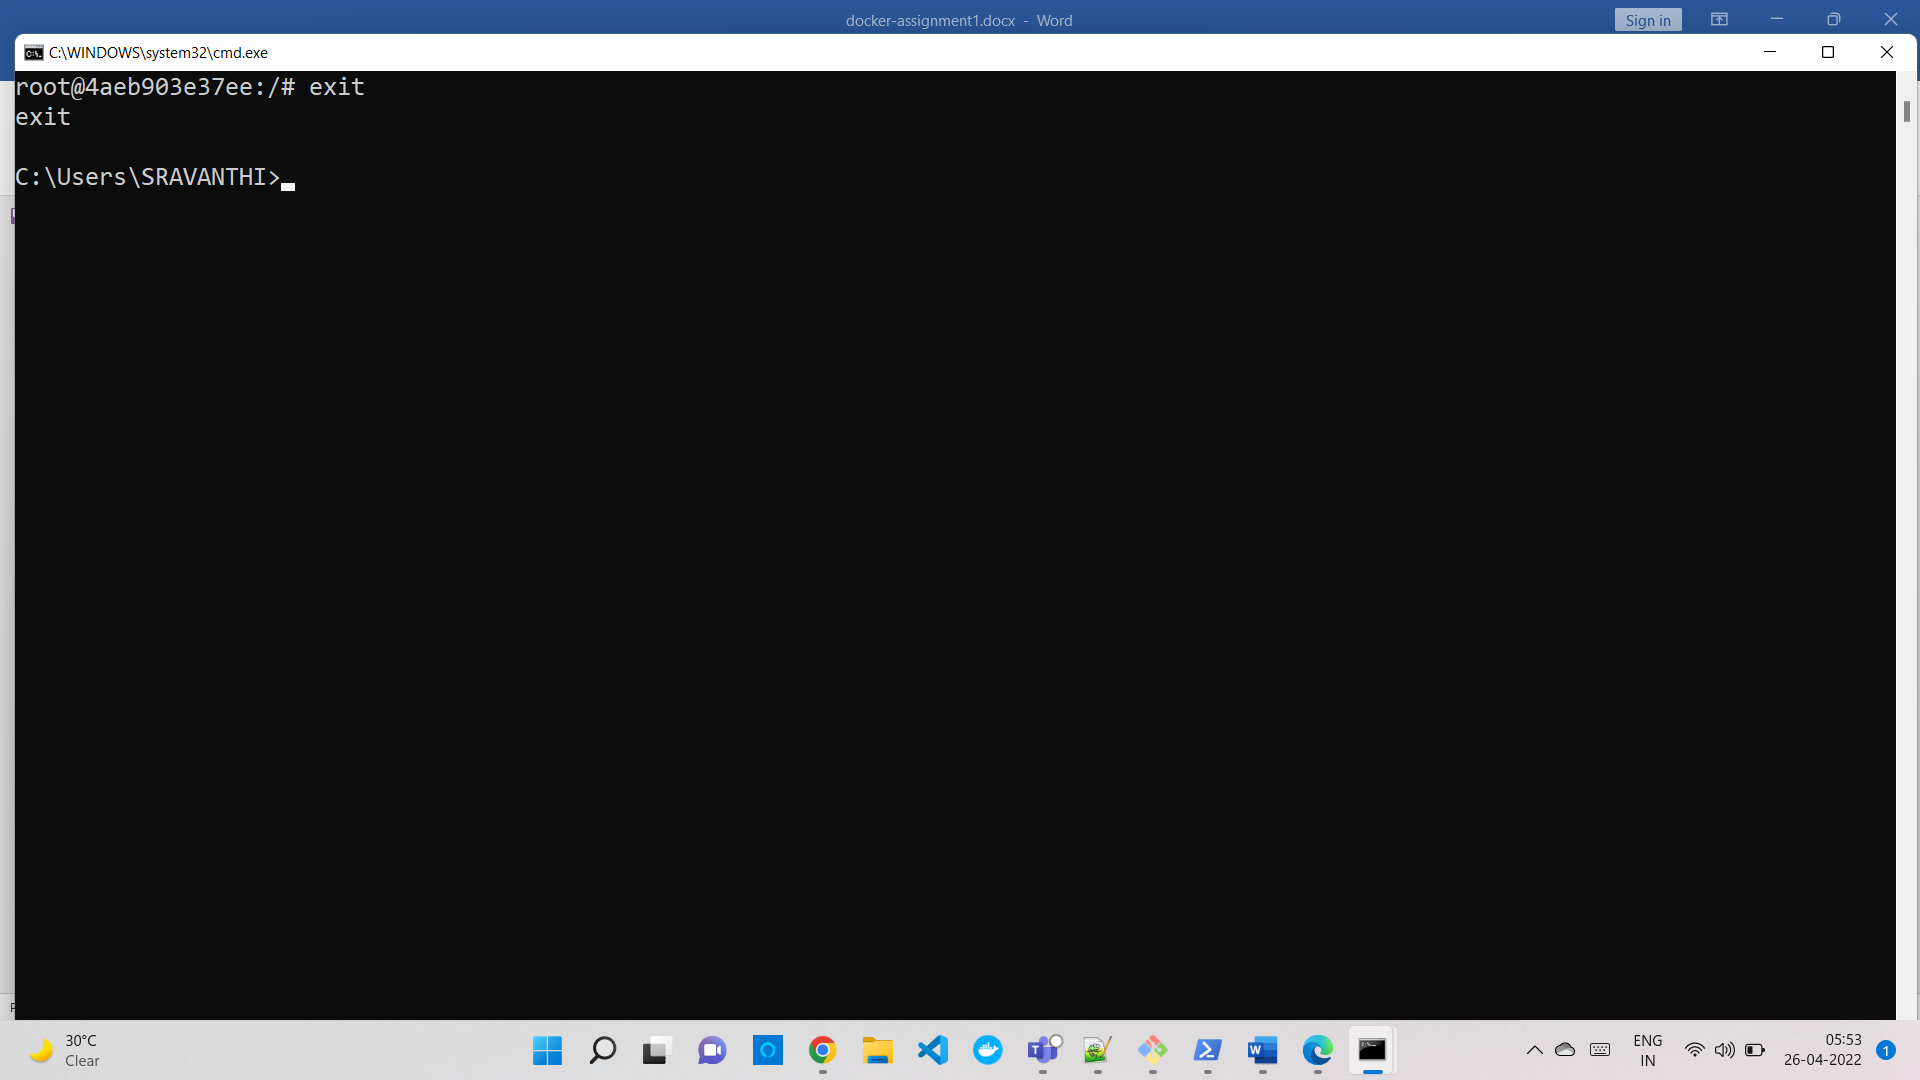 docker-assignment1.docx - Word
Sign in
C:\WINDOWS\system32\cmd.exe
root@4aeb903e37ee:/# exit
exit
C:\Users\SRAVANTHI>
30°C
Clear
ENG
IN
05:53
26-04-2022
1